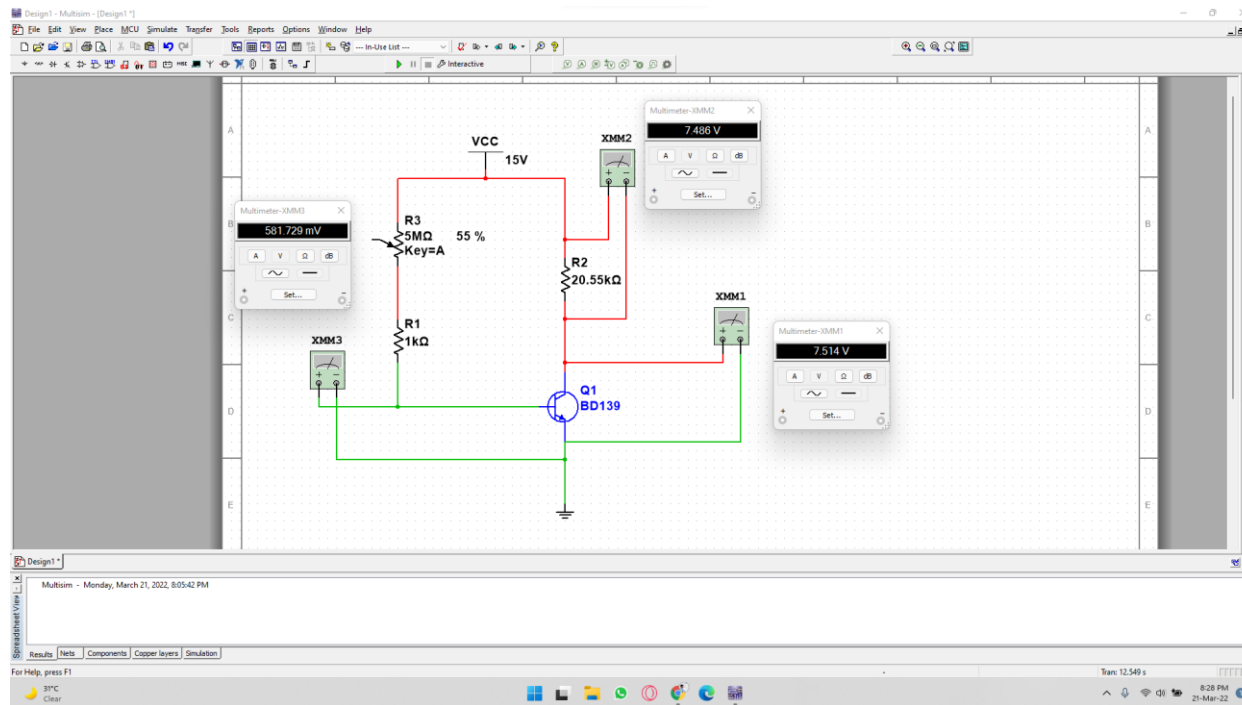 Design1 - Multisim - [Design1 *]
File Edit View Place MCU Simulate Transfer Tools Reports Options Window Help
--- In-Use List ---
Interactive
A
A
B
B
C
C
D
D
E
E
VCC
15V
XMM2
Multimeter-XMM2
7.486 V
A V Ω dB
+ Set... -
Multimeter-XMM3
581.729 mV
A V Ω dB
+ Set... -
R3
5MΩ 55 %
Key=A
R2
20.55kΩ
R1
1kΩ
XMM3
XMM1
Multimeter-XMM1
7.514 V
A V Ω dB
+ Set... -
Q1
BD139
Design1 *
Spreadsheet View
Multisim - Monday, March 21, 2022, 8:05:42 PM
Results Nets Components Copper layers Simulation
For Help, press F1
Tran: 12.549 s
31°C
Clear
8:28 PM
21-Mar-22